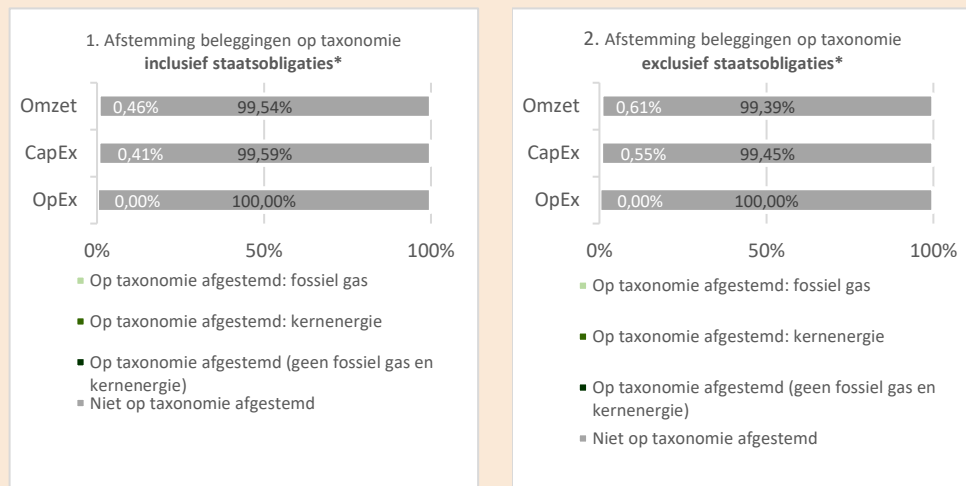 1. Afstemming beleggingen op taxonomie
inclusief staatsobligaties*
Omzet 0,46% 99,54%
CapEx 0,41% 99,59%
OpEx 0,00% 100,00%
0% 50% 100%
Op taxonomie afgestemd: fossiel gas
Op taxonomie afgestemd: kernenergie
Op taxonomie afgestemd (geen fossiel gas en
kernenergie)
Niet op taxonomie afgestemd
2. Afstemming beleggingen op taxonomie
exclusief staatsobligaties*
Omzet 0,61% 99,39%
CapEx 0,55% 99,45%
OpEx 0,00% 100,00%
0% 50% 100%
Op taxonomie afgestemd: fossiel gas
Op taxonomie afgestemd: kernenergie
Op taxonomie afgestemd (geen fossiel gas en
kernenergie)
Niet op taxonomie afgestemd